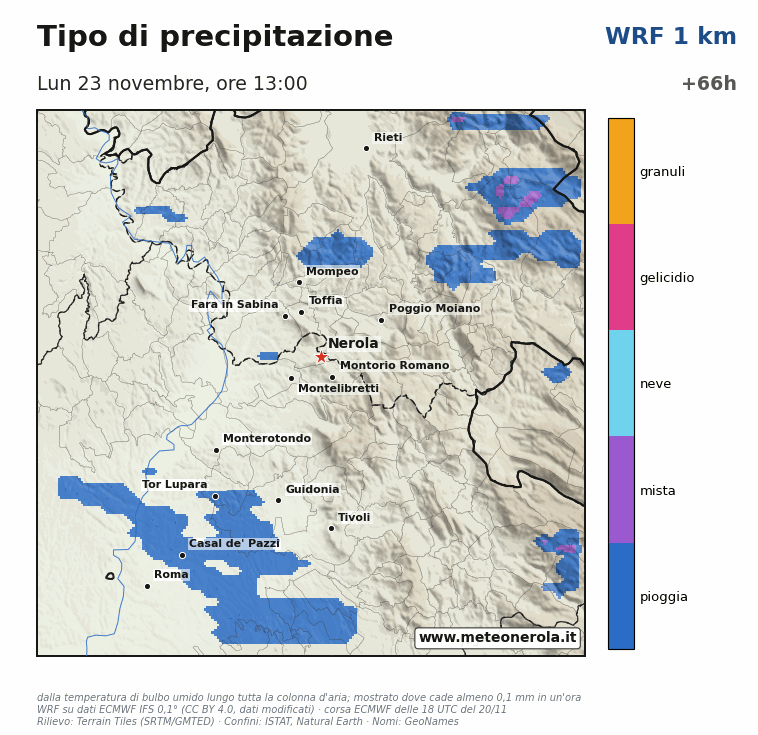 Tipo di precipitazione
WRF 1 km
Lun 23 novembre, ore 13:00
+66h
Rieti
granuli
Mompeo
gelicidio
Fara in Sabina
Toffia
Poggio Moiano
Nerola
Montorio Romano
neve
Montelibretti
Monterotondo
Tor Lupara
Guidonia
mista
Tivoli
Casal de' Pazzi
Roma
pioggia
www.meteonerola.it
dalla temperatura di bulbo umido lungo tutta la colonna d'aria; mostrato dove cade almeno 0,1 mm in un'ora
WRF su dati ECMWF IFS 0,1° (CC BY 4.0, dati modificati) · corsa ECMWF delle 18 UTC del 20/11
Rilievo: Terrain Tiles (SRTM/GMTED) · Confini: ISTAT, Natural Earth · Nomi: GeoNames